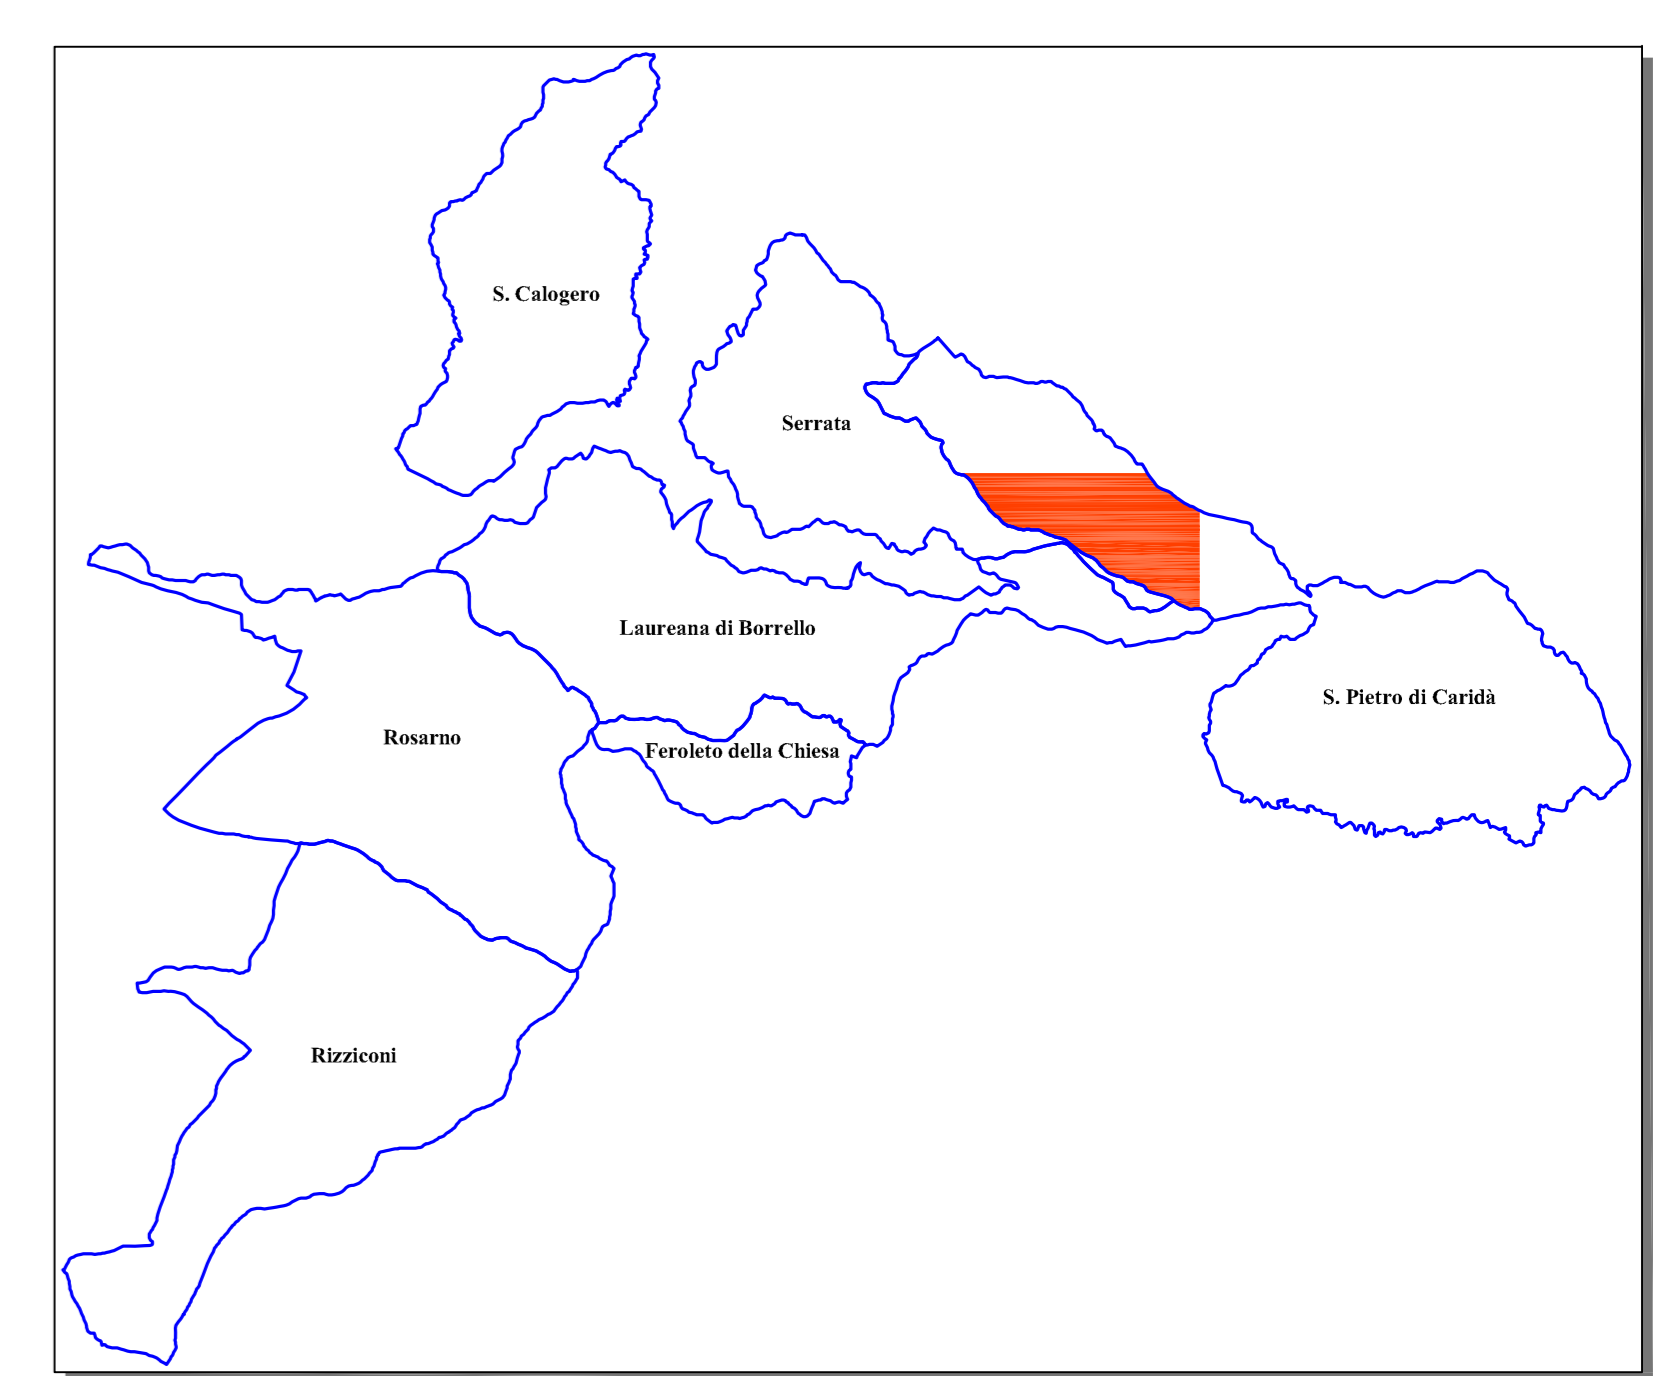 S. Calogero
Serrata
Laureana di Borrello
S. Pietro di Caridà
Rosarno
Feroleto della Chiesa
Rizziconi